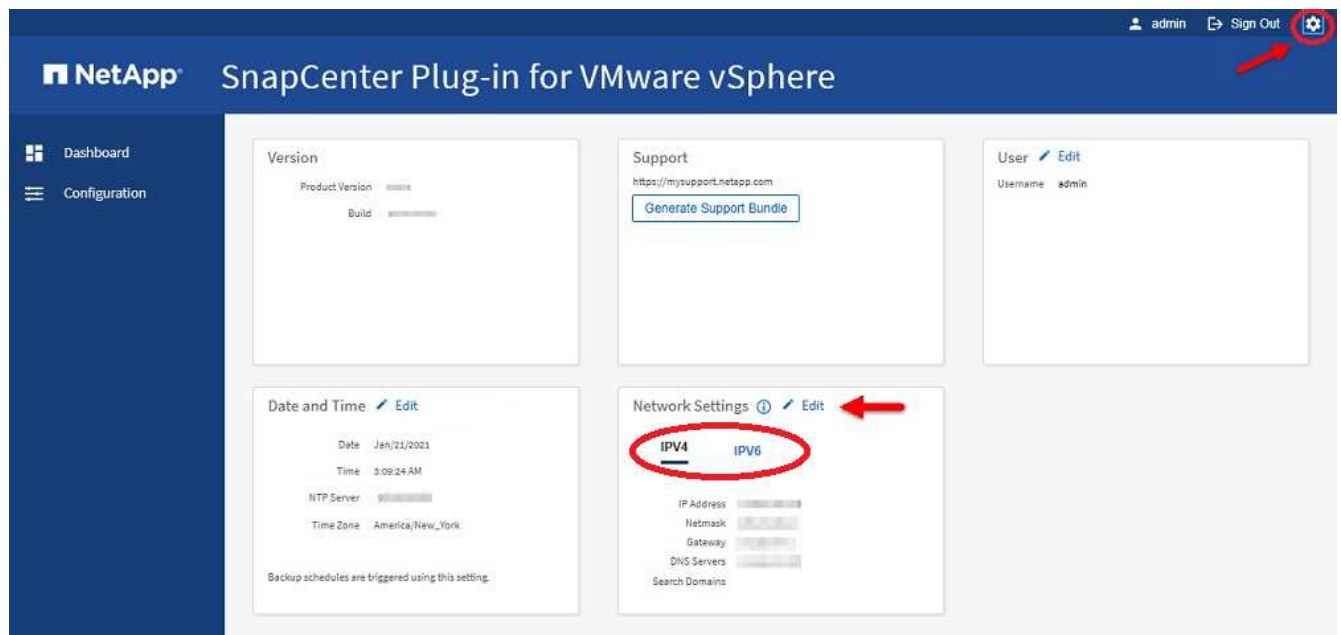 admin Sign Out
NetApp SnapCenter Plug-in for VMware vSphere
Dashboard
Configuration
Version
Product Version
Build
Support
https://mysupport.netapp.com
Generate Support Bundle
User Edit
Username admin
Date and Time Edit
Date Jan/21/2021
Time 3:09:24 AM
NTP Server
Time Zone America/New_York
Backup schedules are triggered using this setting.
Network Settings Edit
IPV4 IPV6
IP Address
Netmask
Gateway
DNS Servers
Search Domains